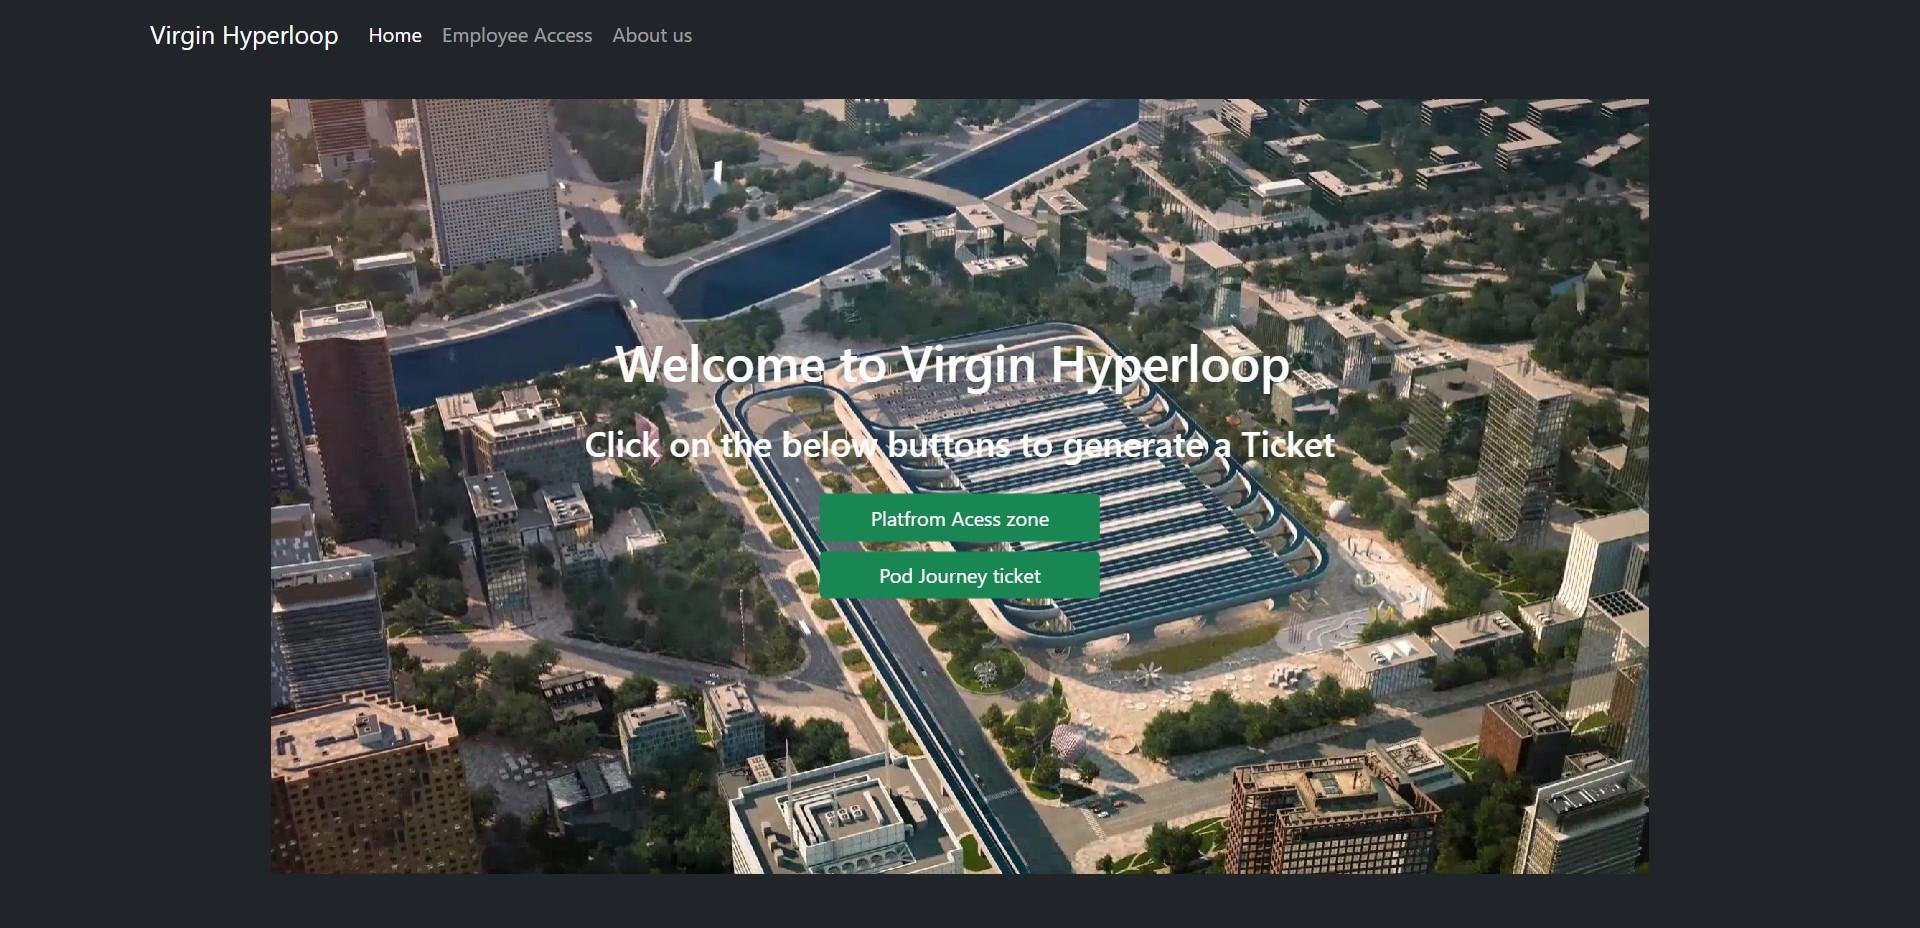 Virgin Hyperloop Home Employee Access About us
Welcome to Virgin Hyperloop
Click on the below buttons to generate a Ticket
Platfrom Acess zone
Pod Journey ticket